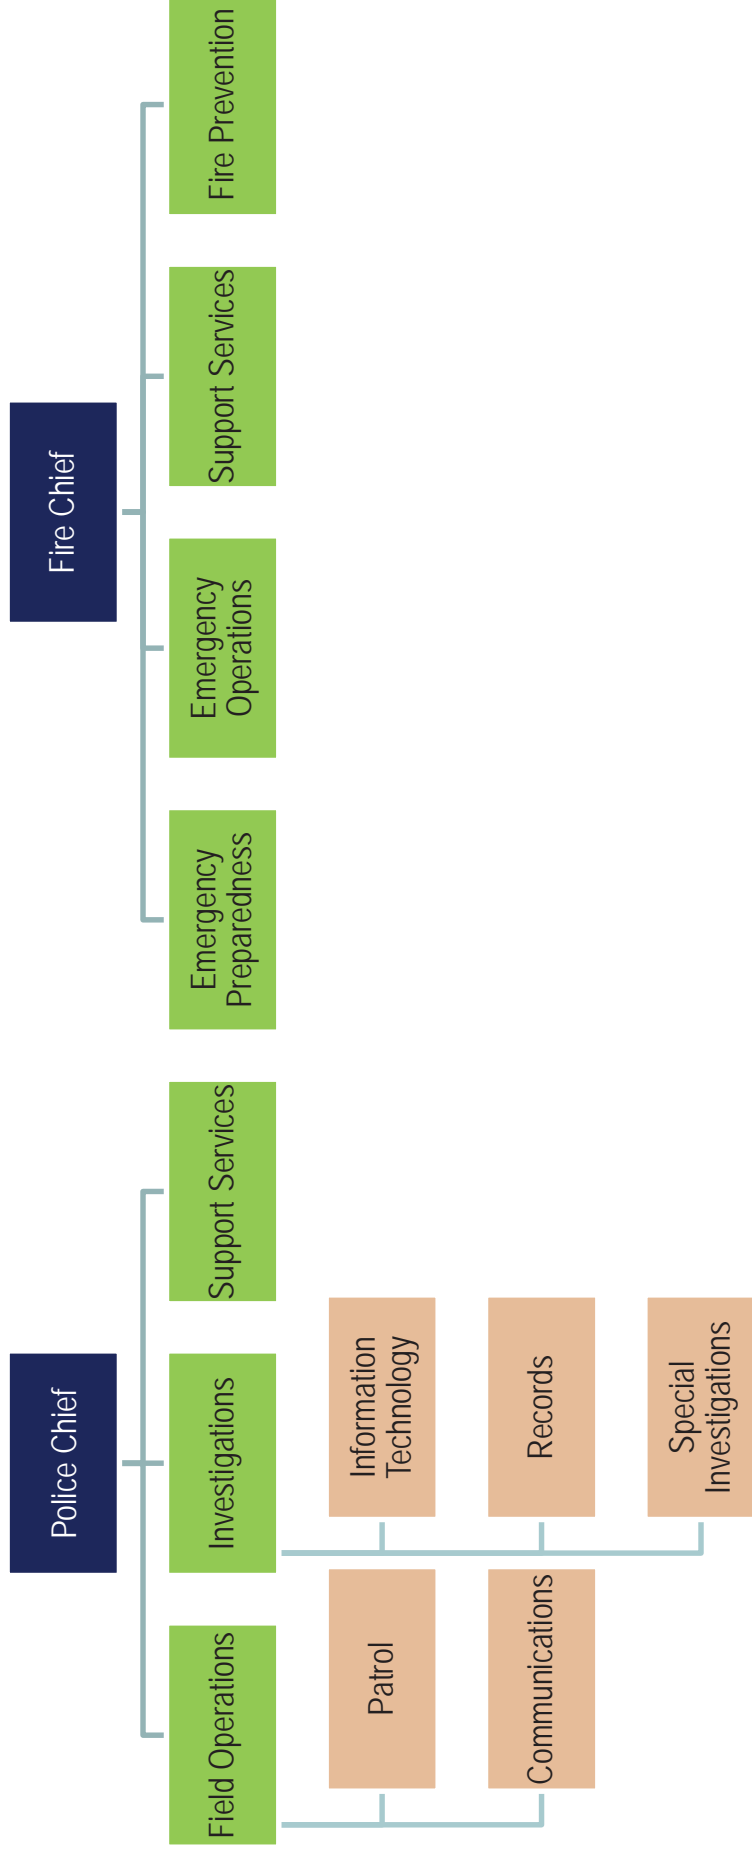 Police Chief
Fire Chief
Field Operations
Investigations
Support Services
Emergency
Preparedness
Emergency
Operations
Support Services
Fire Prevention
Patrol
Information
Technology
Communications
Records
Special
Investigations